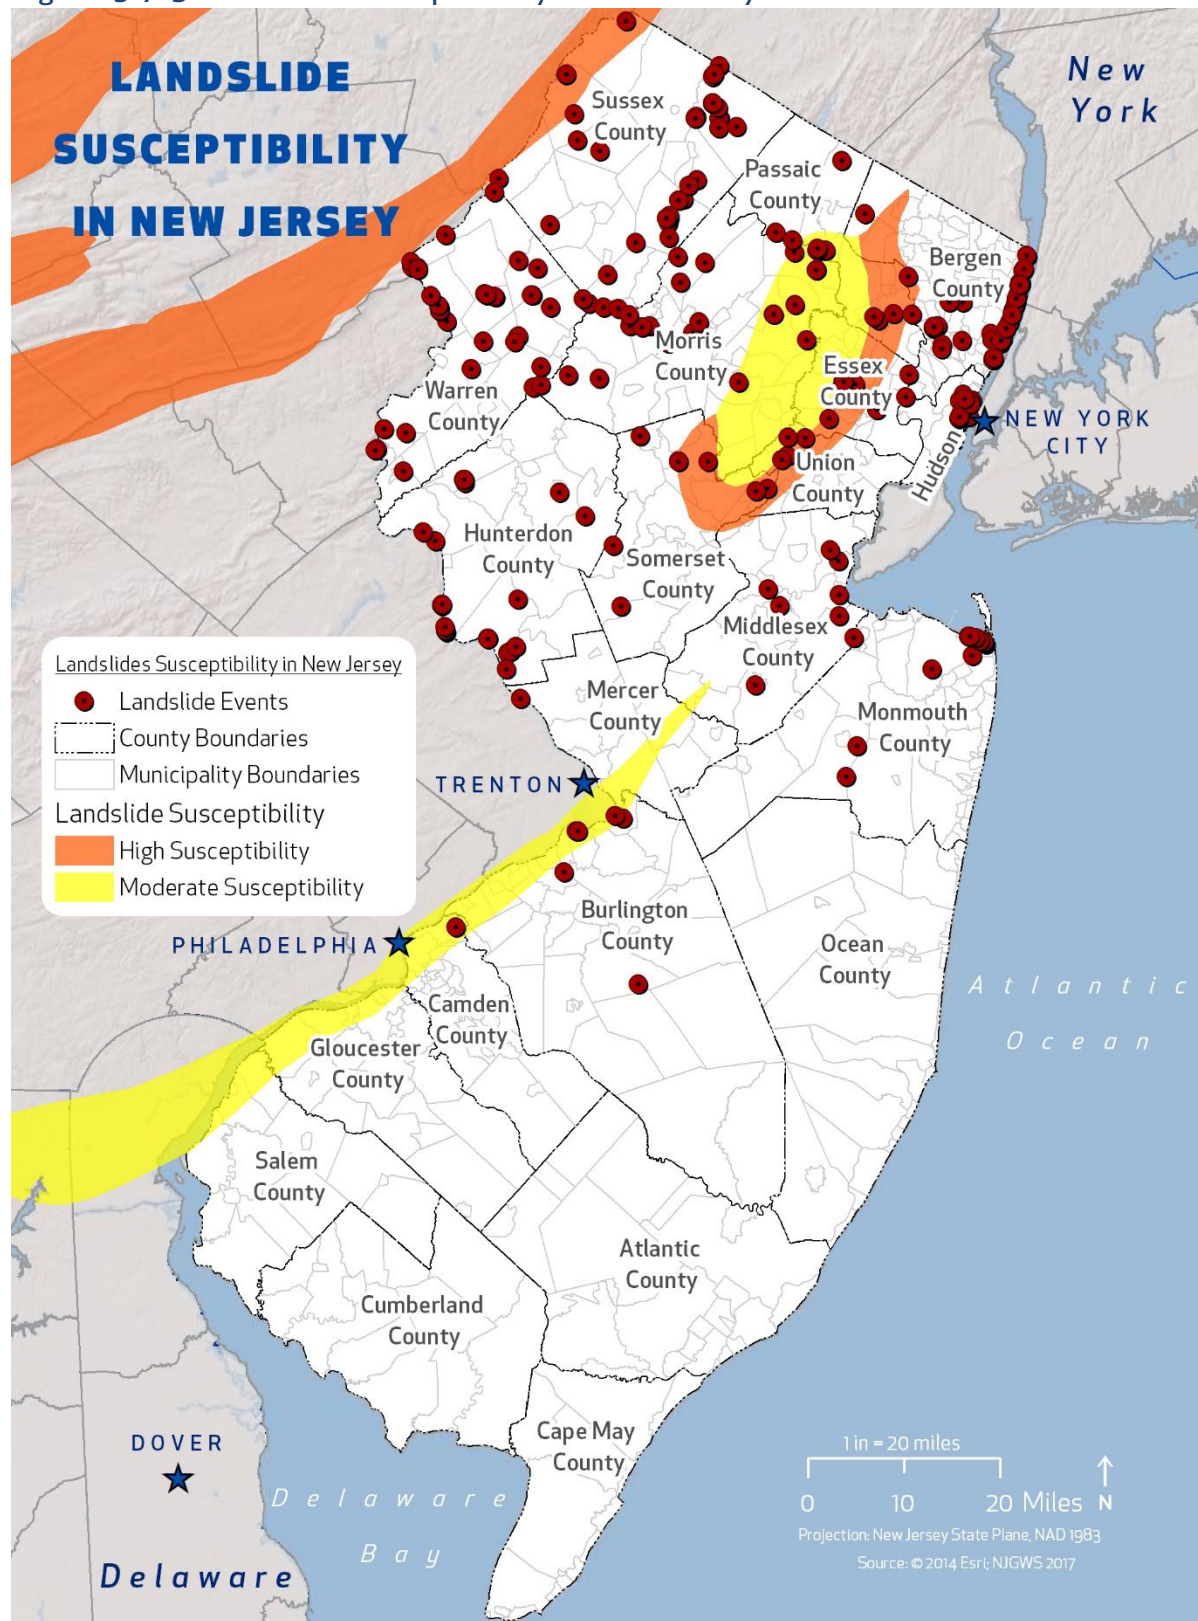 LANDSLIDE
SUSCEPTIBILITY
IN NEW JERSEY
New
York
Sussex
County
Passaic
County
Bergen
County
Morris
County
Essex
County
Warren
County
NEW YORK
CITY
Hudson
Union
County
Hunterdon
County
Somerset
County
Middlesex
County
Mercer
County
Monmouth
County
Landslides Susceptibility in New Jersey
Landslide Events
County Boundaries
Municipality Boundaries
Landslide Susceptibility
High Susceptibility
Moderate Susceptibility
TRENTON
PHILADELPHIA
Burlington
County
Ocean
County
Camden
County
Gloucester
County
Atlantic
Ocean
Salem
County
Atlantic
County
Cumberland
County
Cape May
County
DOVER
Delaware
Bay
Delaware
1 in = 20 miles
0 10 20 Miles N
Projection: New Jersey State Plane, NAD 1983
Source: © 2014 Esri; NJGWS 2017